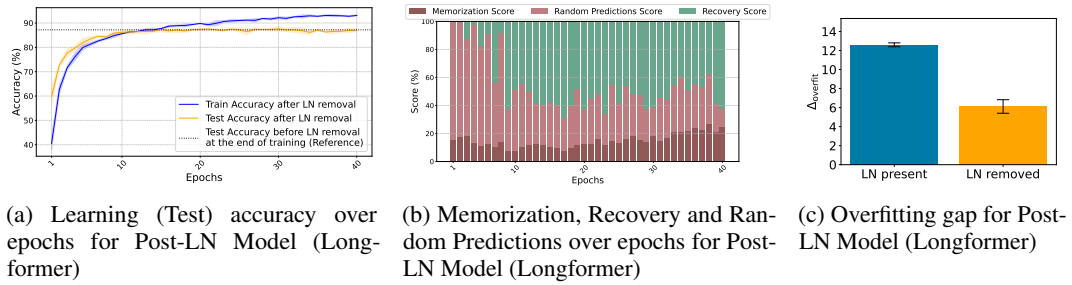 90
80
70
60
50
40
Accuracy (%)
Train Accuracy after LN removal
Test Accuracy after LN removal
Test Accuracy before LN removal
at the end of training (Reference)
1
10
20
30
40
Epochs
Memorization Score
Random Predictions Score
Recovery Score
100
80
60
40
20
0
Score (%)
1
10
20
30
40
Epochs
14
12
10
8
6
4
2
0
Δoverfit
LN present
LN removed
(a) Learning (Test) accuracy over
epochs for Post-LN Model (Long-
former)
(b) Memorization, Recovery and Ran-
dom Predictions over epochs for Post-
LN Model (Longformer)
(c) Overfitting gap for Post-
LN Model (Longformer)